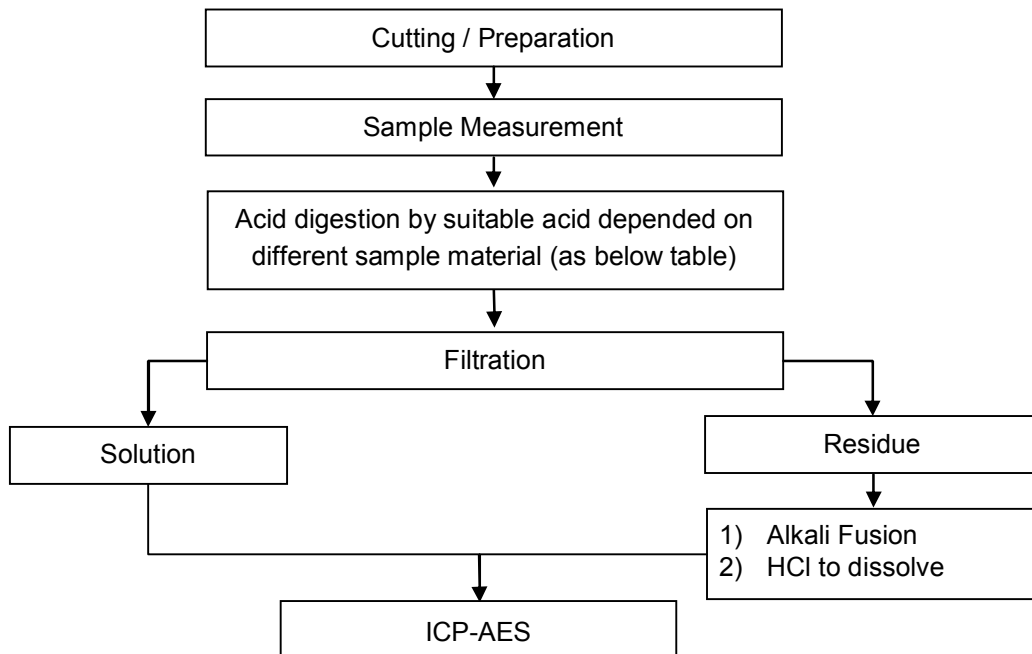 Cutting / Preparation
Sample Measurement
Acid digestion by suitable acid depended on
different sample material (as below table)
Filtration
Solution
Residue
1) Alkali Fusion
2) HCl to dissolve
ICP-AES